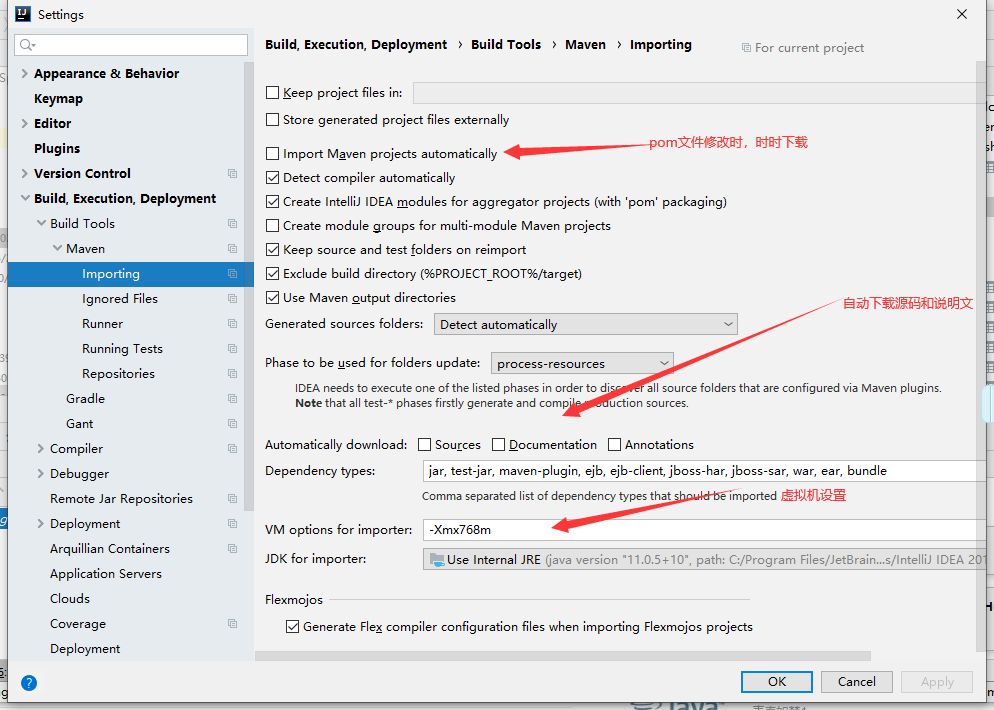 Settings
Build, Execution, Deployment › Build Tools › Maven › Importing
For current project
Appearance & Behavior
Keymap
Editor
Plugins
Version Control
Build, Execution, Deployment
Build Tools
Maven
Importing
Ignored Files
Runner
Running Tests
Repositories
Gradle
Gant
Compiler
Debugger
Remote Jar Repositories
Deployment
Arquillian Containers
Application Servers
Clouds
Coverage
Deployment
Keep project files in:
Store generated project files externally
Import Maven projects automatically
pom文件修改时，时时下载
Detect compiler automatically
Create IntelliJ IDEA modules for aggregator projects (with 'pom' packaging)
Create module groups for multi-module Maven projects
Keep source and test folders on reimport
Exclude build directory (%PROJECT_ROOT%/target)
Use Maven output directories
自动下载源码和说明文
Generated sources folders: Detect automatically
Phase to be used for folders update: process-resources
IDEA needs to execute one of the listed phases in order to discover all source folders that are configured via Maven plugins.
Note that all test-* phases firstly generate and compile production sources.
Automatically download: Sources Documentation Annotations
Dependency types: jar, test-jar, maven-plugin, ejb, ejb-client, jboss-har, jboss-sar, war, ear, bundle
Comma separated list of dependency types that should be imported
虚拟机设置
VM options for importer: -Xmx768m
JDK for importer: Use Internal JRE (java version "11.0.5+10", path: C:/Program Files/JetBrain...s/IntelliJ IDEA 201
Flexmojos
Generate Flex compiler configuration files when importing Flexmojos projects
?
OK Cancel Apply